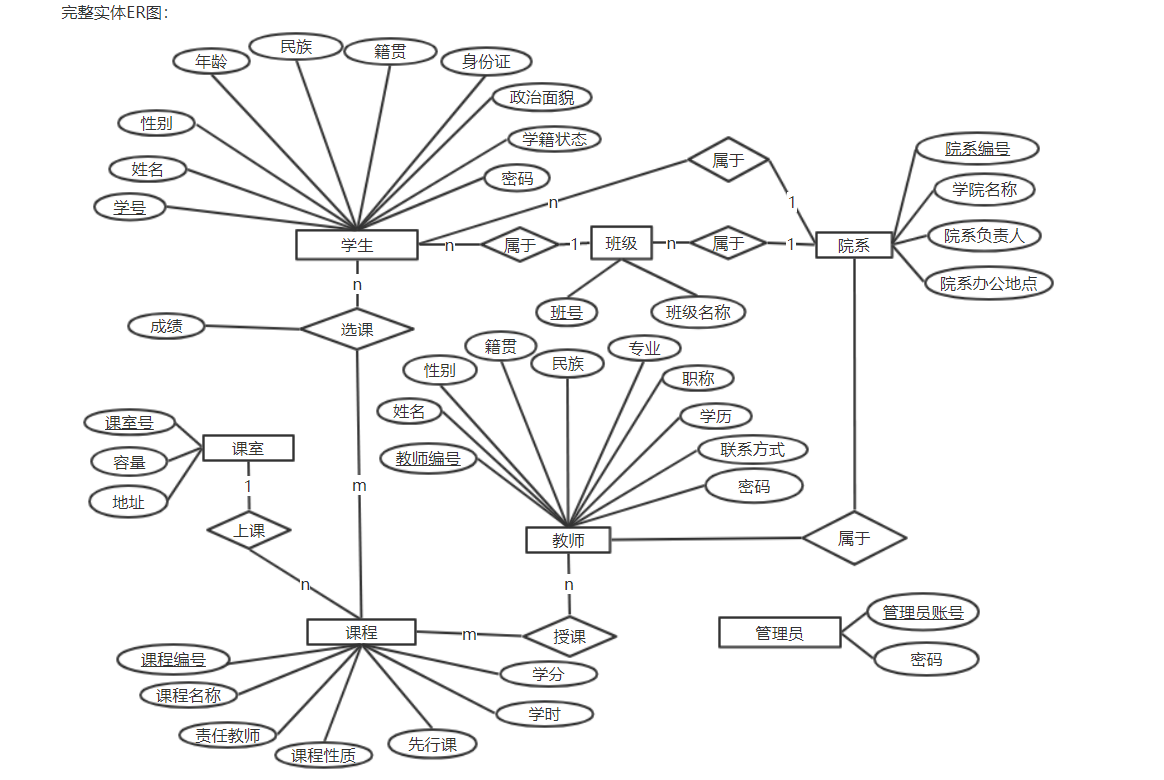 完整实体ER图：
年龄
民族
籍贯
身份证
政治面貌
性别
学籍状态
姓名
密码
学号
学生
n
属于
1
班级
n
属于
1
院系
n
属于
1
院系编号
学院名称
院系负责人
院系办公地点
班号
班级名称
n
成绩
选课
m
籍贯
民族
专业
性别
职称
姓名
学历
教师编号
联系方式
密码
课室号
容量
地址
课室
1
上课
n
教师
属于
n
课程
m
授课
管理员
管理员账号
密码
课程编号
课程名称
责任教师
课程性质
先行课
学时
学分